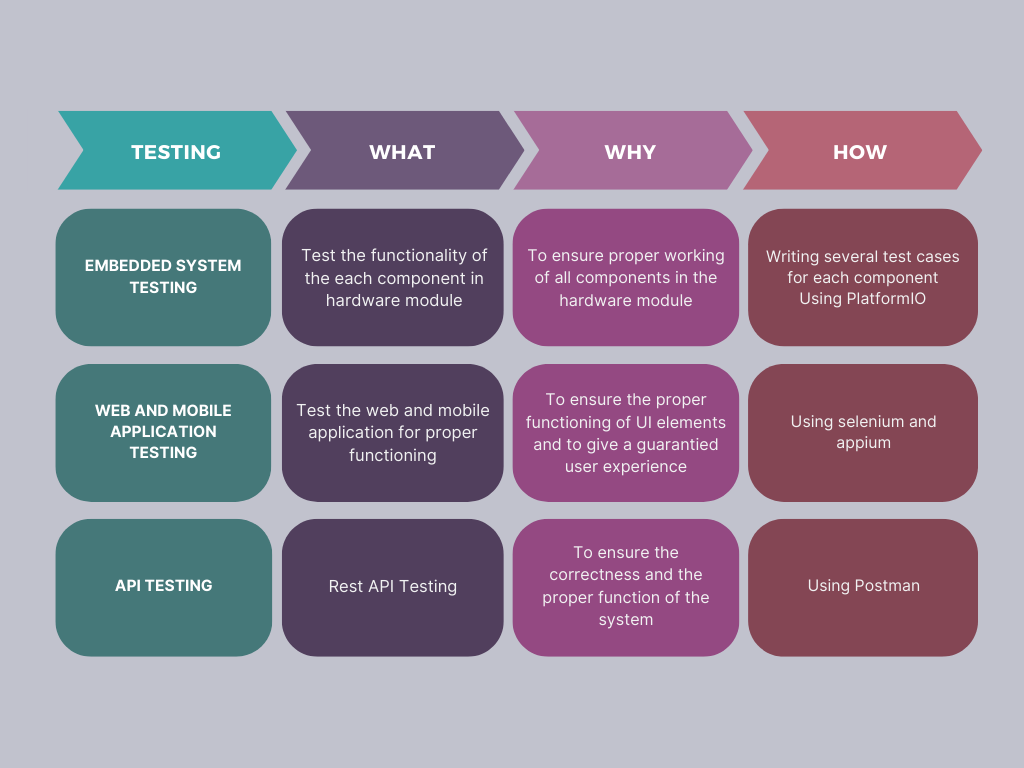 TESTING
WHAT
WHY
HOW
EMBEDDED SYSTEM
TESTING
Test the functionality of
the each component in
hardware module
To ensure proper working
of all components in the
hardware module
Writing several test cases
for each component
Using PlatformIO
WEB AND MOBILE
APPLICATION
TESTING
Test the web and mobile
application for proper
functioning
To ensure the proper
functioning of UI elements
and to give a guarantied
user experience
Using selenium and
appium
API TESTING
Rest API Testing
To ensure the
correctness and the
proper function of the
system
Using Postman